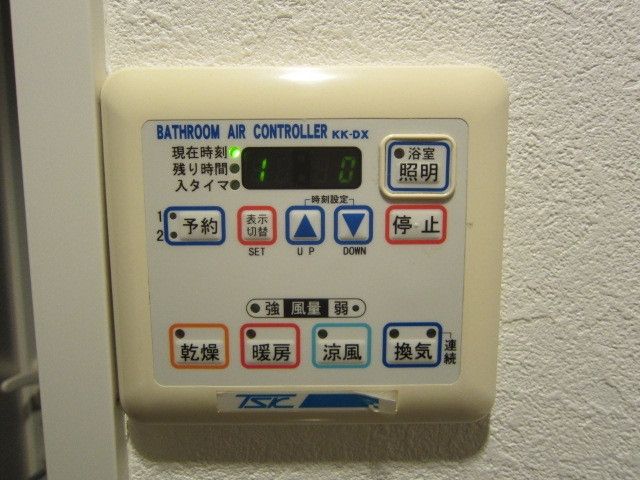 BATHROOM AIR CONTROLLER KK-DX
現在時刻
残り時間
入タイマ
1 0
浴室
照明
時刻設定
1
2
予約
表示
切替
SET
UP
DOWN
停止
強 風量 弱
乾燥
暖房
涼風
換気
連続
TSK